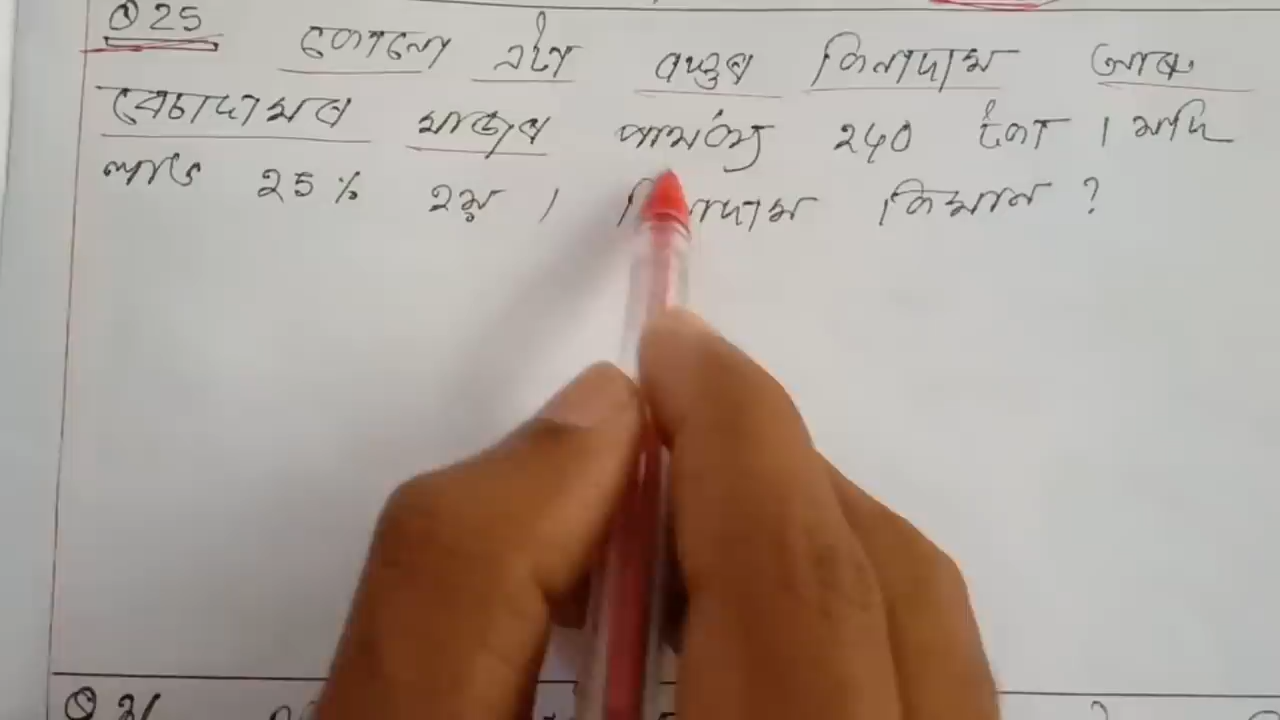 Q 25 কোনো এটা বস্তুৰ কিনাদাম আৰু
বেচাদামৰ মাজৰ পাৰ্থক্য 240 টকা । যদি
লাভ 25 % হয় । কিনাদাম কিমান ?